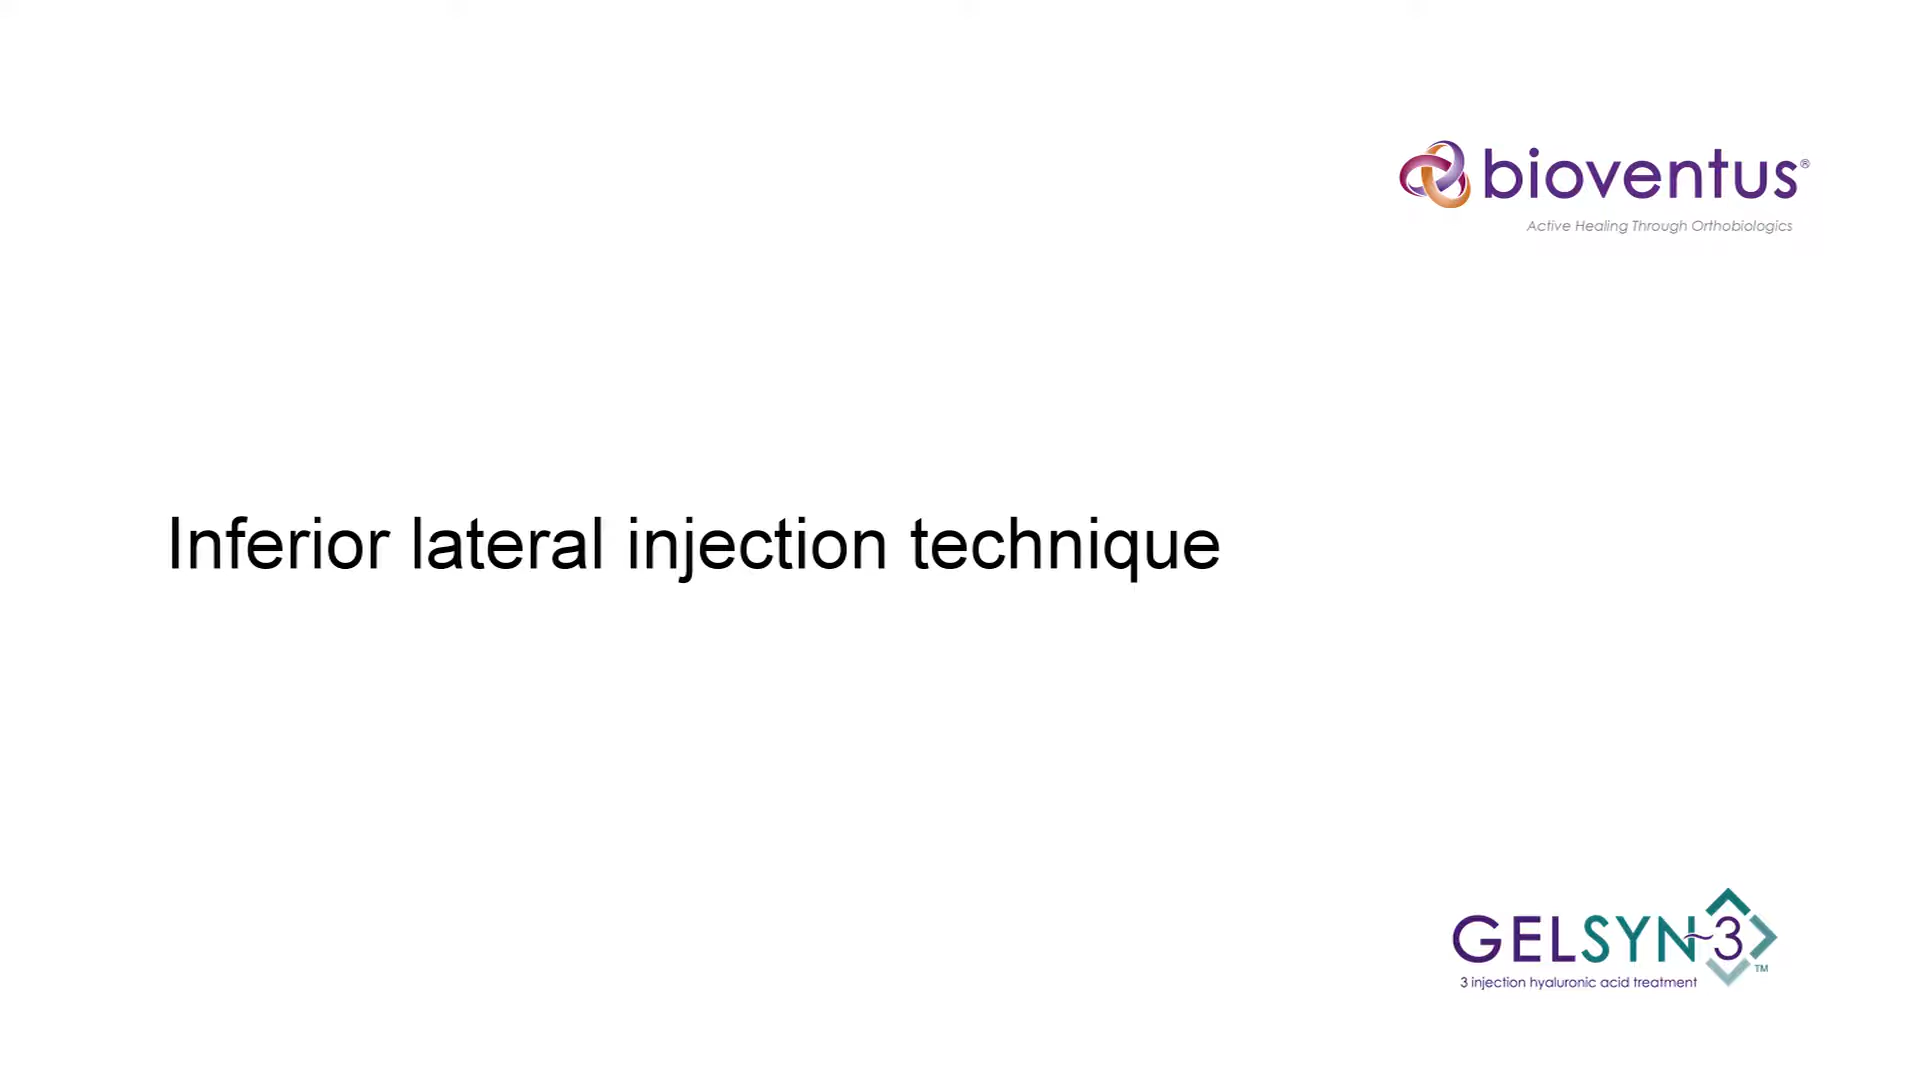 bioventus®
Active Healing Through Orthobiologics
Inferior lateral injection technique
GELSYN~3™
3 injection hyaluronic acid treatment